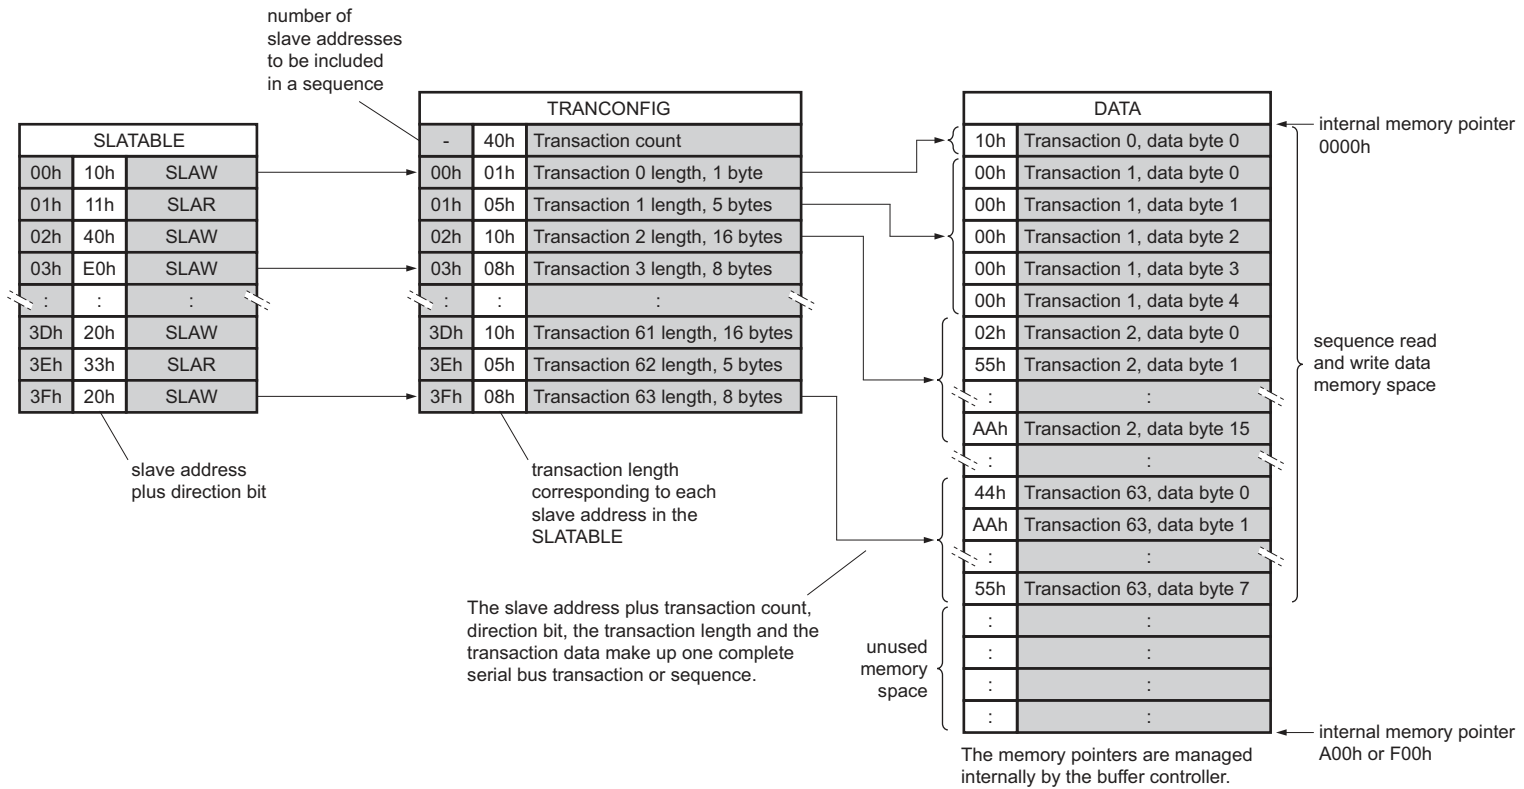 number of
slave addresses
to be included
in a sequence
SLATABLE
00h 10h SLAW
01h 11h SLAR
02h 40h SLAW
03h E0h SLAW
: : :
3Dh 20h SLAW
3Eh 33h SLAR
3Fh 20h SLAW
slave address
plus direction bit
TRANCONFIG
- 40h Transaction count
00h 01h Transaction 0 length, 1 byte
01h 05h Transaction 1 length, 5 bytes
02h 10h Transaction 2 length, 16 bytes
03h 08h Transaction 3 length, 8 bytes
: : :
3Dh 10h Transaction 61 length, 16 bytes
3Eh 05h Transaction 62 length, 5 bytes
3Fh 08h Transaction 63 length, 8 bytes
transaction length
corresponding to each
slave address in the
SLATABLE
The slave address plus transaction count,
direction bit, the transaction length and the
transaction data make up one complete
serial bus transaction or sequence.
DATA
10h Transaction 0, data byte 0
00h Transaction 1, data byte 0
00h Transaction 1, data byte 1
00h Transaction 1, data byte 2
00h Transaction 1, data byte 3
00h Transaction 1, data byte 4
02h Transaction 2, data byte 0
55h Transaction 2, data byte 1
: :
AAh Transaction 2, data byte 15
: :
44h Transaction 63, data byte 0
AAh Transaction 63, data byte 1
: :
55h Transaction 63, data byte 7
: :
: :
: :
: :
unused
memory
space
internal memory pointer
0000h
sequence read
and write data
memory space
internal memory pointer
A00h or F00h
The memory pointers are managed
internally by the buffer controller.